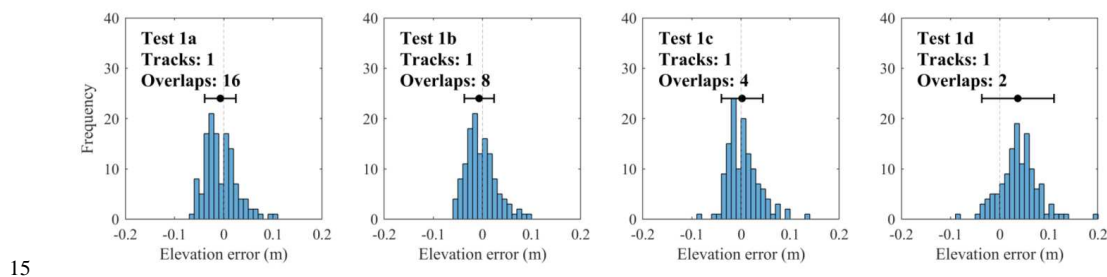 40
30
20
10
0
Frequency
Test 1a
Tracks: 1
Overlaps: 16
-0.2 -0.1 0 0.1 0.2
Elevation error (m)
40
30
20
10
0
Test 1b
Tracks: 1
Overlaps: 8
-0.2 -0.1 0 0.1 0.2
Elevation error (m)
40
30
20
10
0
Test 1c
Tracks: 1
Overlaps: 4
-0.2 -0.1 0 0.1 0.2
Elevation error (m)
40
30
20
10
0
Test 1d
Tracks: 1
Overlaps: 2
-0.2 -0.1 0 0.1 0.2
Elevation error (m)
15